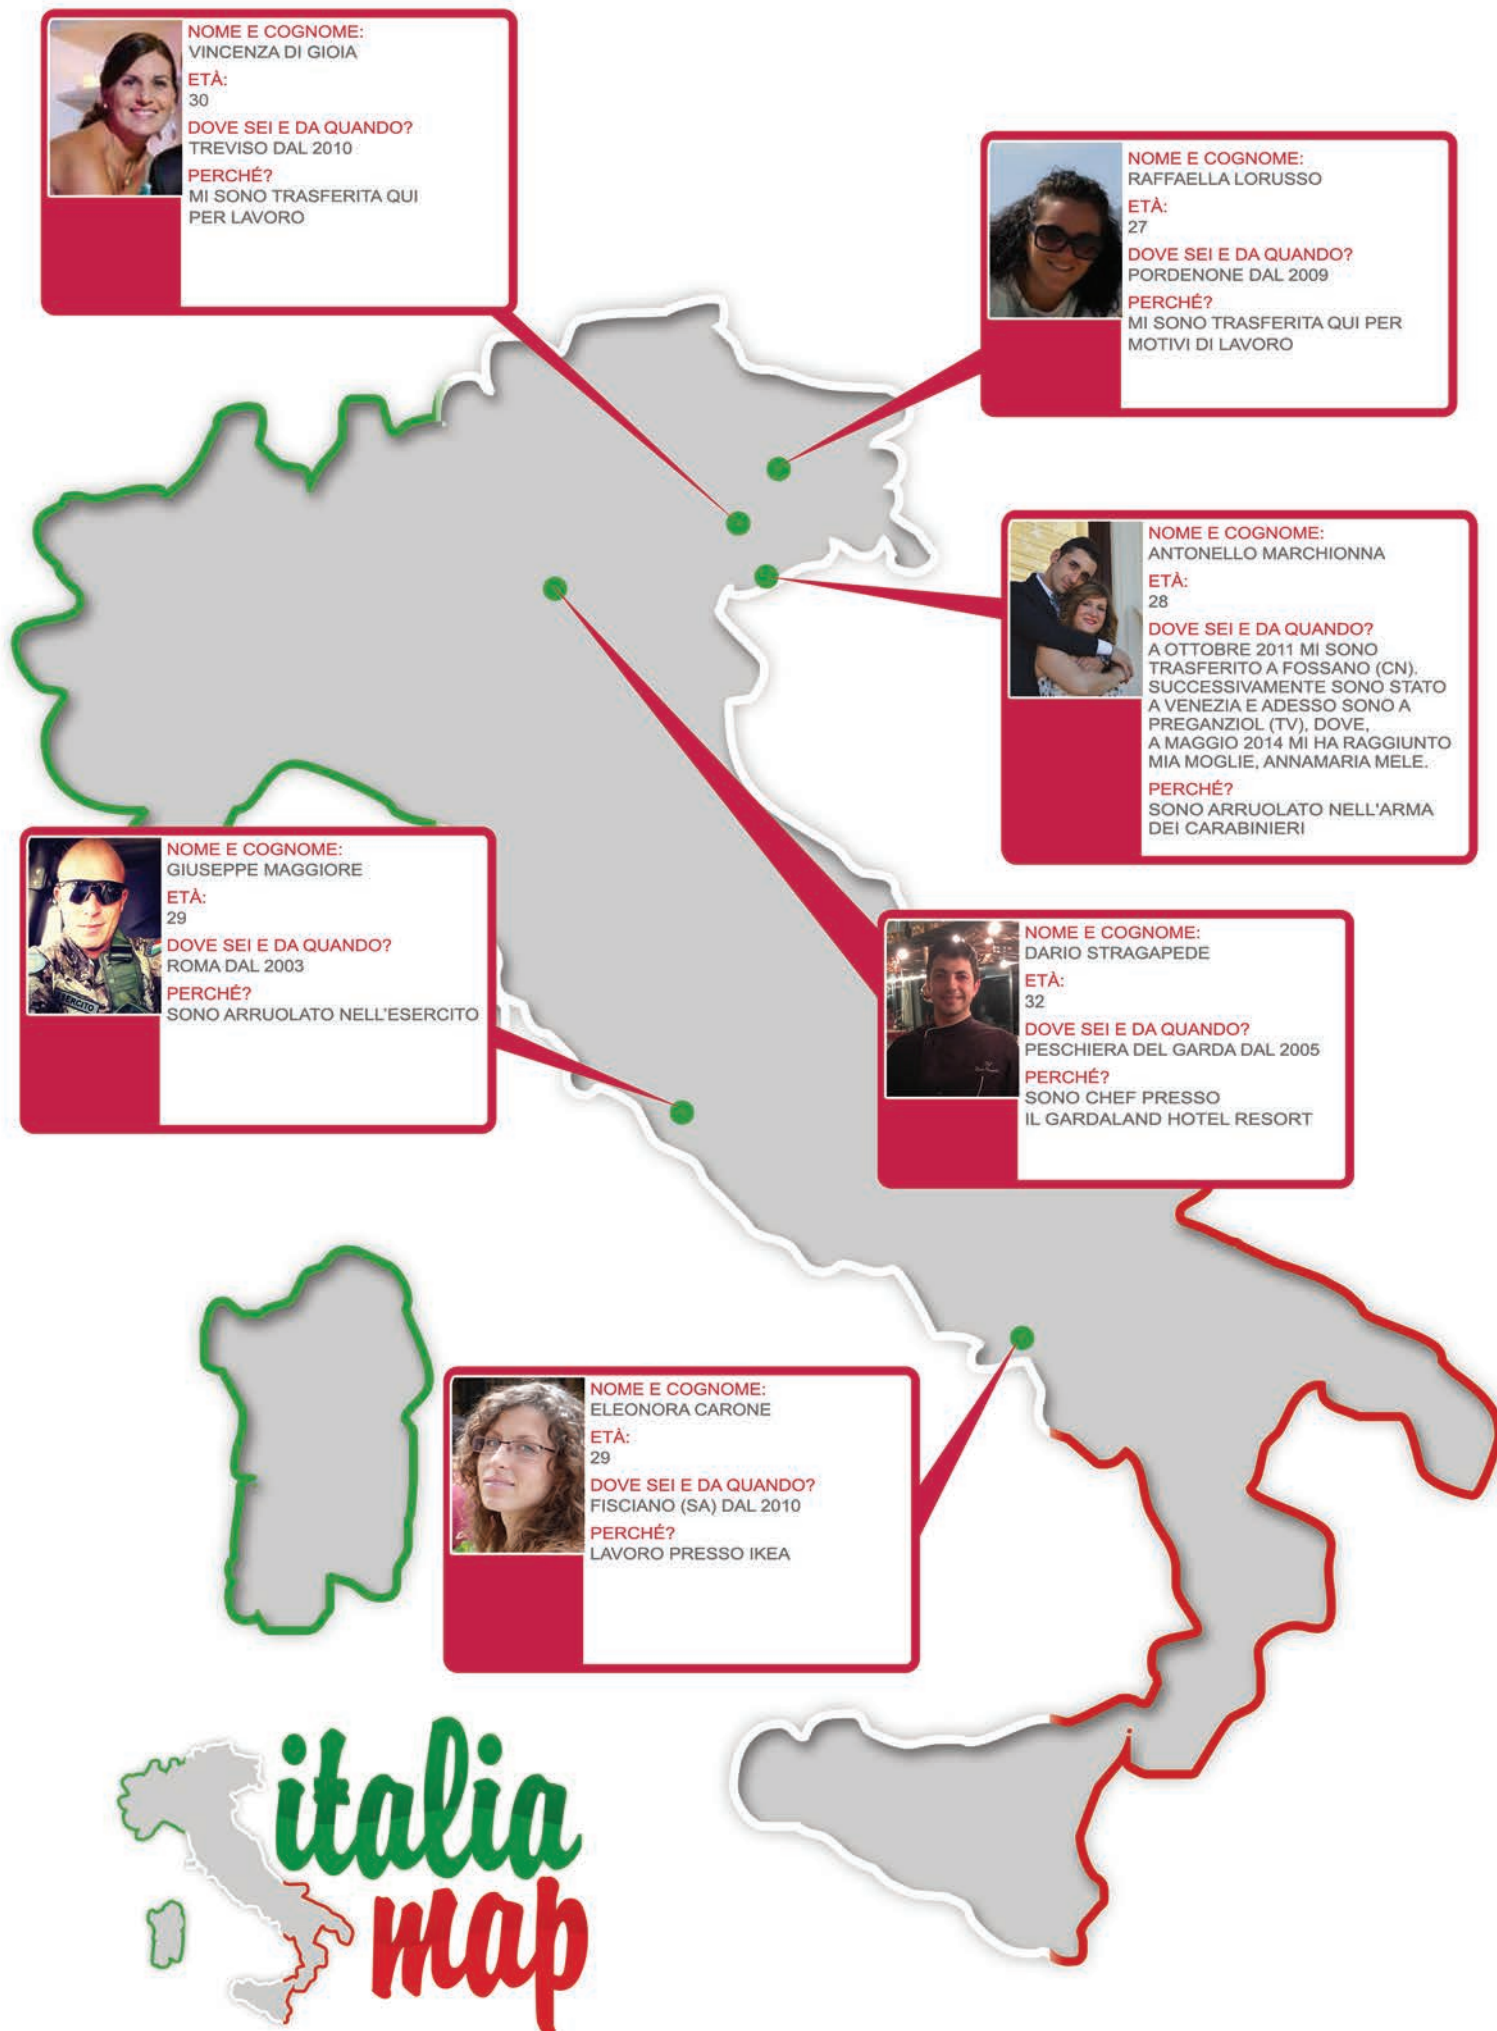 NOME E COGNOME:
VINCENZA DI GIOIA
ETÀ:
30
DOVE SEI E DA QUANDO?
TREVISO DAL 2010
PERCHÉ?
MI SONO TRASFERITA QUI
PER LAVORO
NOME E COGNOME:
RAFFAELLA LORUSSO
ETÀ:
27
DOVE SEI E DA QUANDO?
PORDENONE DAL 2009
PERCHÉ?
MI SONO TRASFERITA QUI PER
MOTIVI DI LAVORO
NOME E COGNOME:
ANTONELLO MARCHIONNA
ETÀ:
28
DOVE SEI E DA QUANDO?
A OTTOBRE 2011 MI SONO
TRASFERITO A FOSSANO (CN).
SUCCESSIVAMENTE SONO STATO
A VENEZIA E ADESSO SONO A
PREGANZIOL (TV), DOVE,
A MAGGIO 2014 MI HA RAGGIUNTO
MIA MOGLIE, ANNAMARIA MELE.
PERCHÉ?
SONO ARRUOLATO NELL'ARMA
DEI CARABINIERI
NOME E COGNOME:
GIUSEPPE MAGGIORE
ETÀ:
29
DOVE SEI E DA QUANDO?
ROMA DAL 2003
PERCHÉ?
SONO ARRUOLATO NELL'ESERCITO
ESERCITO
NOME E COGNOME:
DARIO STRAGAPEDE
ETÀ:
32
DOVE SEI E DA QUANDO?
PESCHIERA DEL GARDA DAL 2005
PERCHÉ?
SONO CHEF PRESSO
IL GARDALAND HOTEL RESORT
NOME E COGNOME:
ELEONORA CARONE
ETÀ:
29
DOVE SEI E DA QUANDO?
FISCIANO (SA) DAL 2010
PERCHÉ?
LAVORO PRESSO IKEA
italia
map